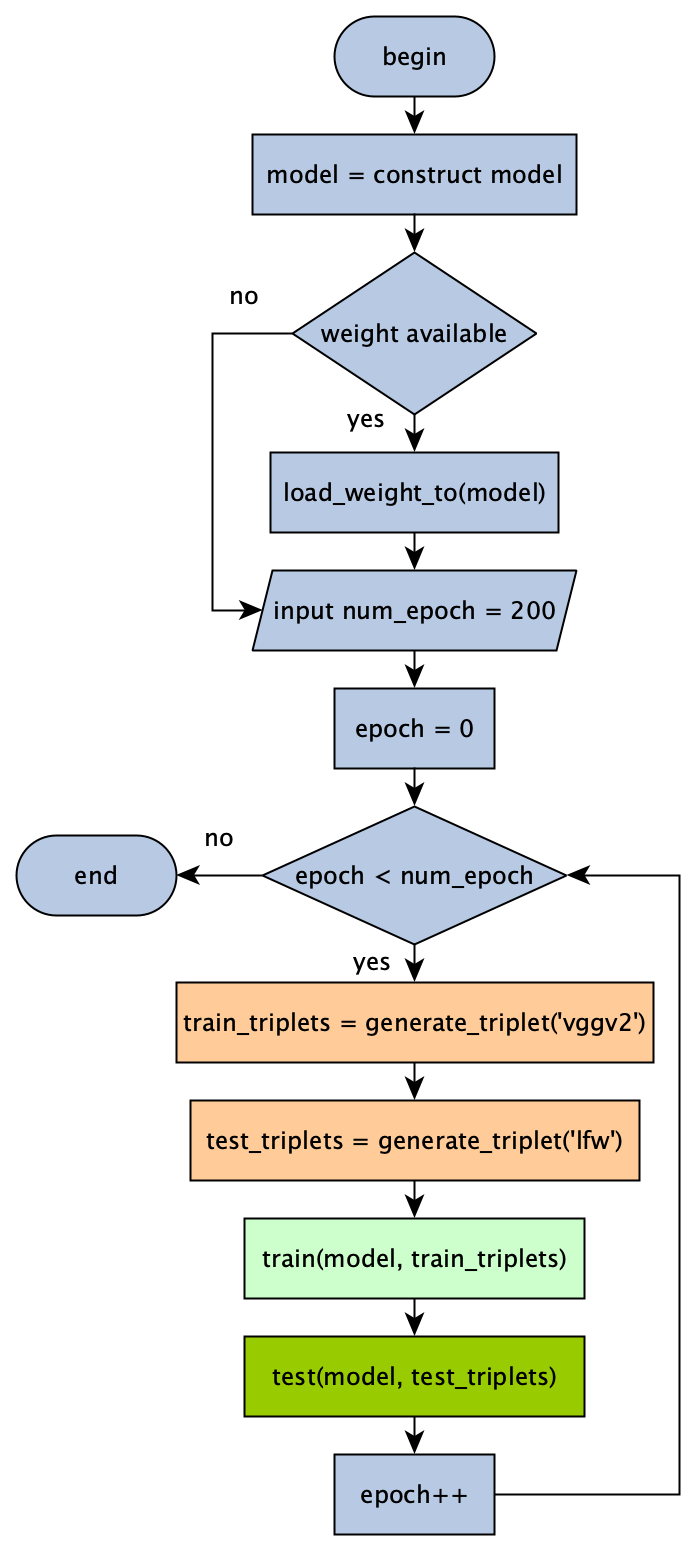 begin
model = construct model
no
weight available
yes
load_weight_to(model)
input num_epoch = 200
epoch = 0
no
end
epoch < num_epoch
yes
train_triplets = generate_triplet('vggv2')
test_triplets = generate_triplet('lfw')
train(model, train_triplets)
test(model, test_triplets)
epoch++